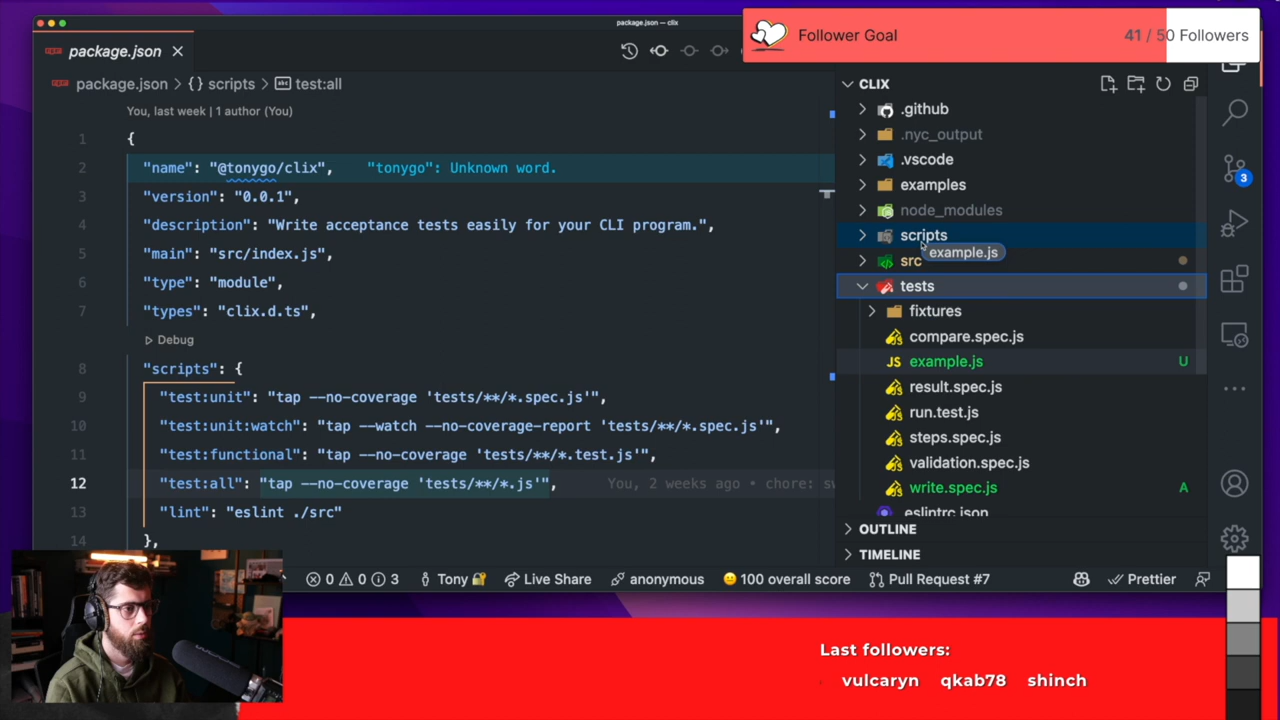 package.json — clix
Follower Goal
41 / 50 Followers
package.json
package.json
scripts
test:all
You, last week | 1 author (You)
1 {
2 "name": "@tonygo/clix", "tonygo": Unknown word.
3 "version": "0.0.1",
4 "description": "Write acceptance tests easily for your CLI program.",
5 "main": "src/index.js",
6 "type": "module",
7 "types": "clix.d.ts",
Debug
8 "scripts": {
9 "test:unit": "tap --no-coverage 'tests/**/*.spec.js'",
10 "test:unit:watch": "tap --watch --no-coverage-report 'tests/**/*.spec.js'",
11 "test:functional": "tap --no-coverage 'tests/**/*.test.js'",
12 "test:all": "tap --no-coverage 'tests/**/*.js'", You, 2 weeks ago • chore: sw
13 "lint": "eslint ./src"
14 },
CLIX
.github
.nyc_output
.vscode
examples
node_modules
scripts
example.js
src
tests
fixtures
compare.spec.js
JS example.js U
result.spec.js
run.test.js
steps.spec.js
validation.spec.js
write.spec.js A
eslintrc.json
OUTLINE
TIMELINE
3
0 0 3
Tony
Live Share
anonymous
100 overall score
Pull Request #7
Prettier
Last followers:
vulcaryn qkab78 shinch